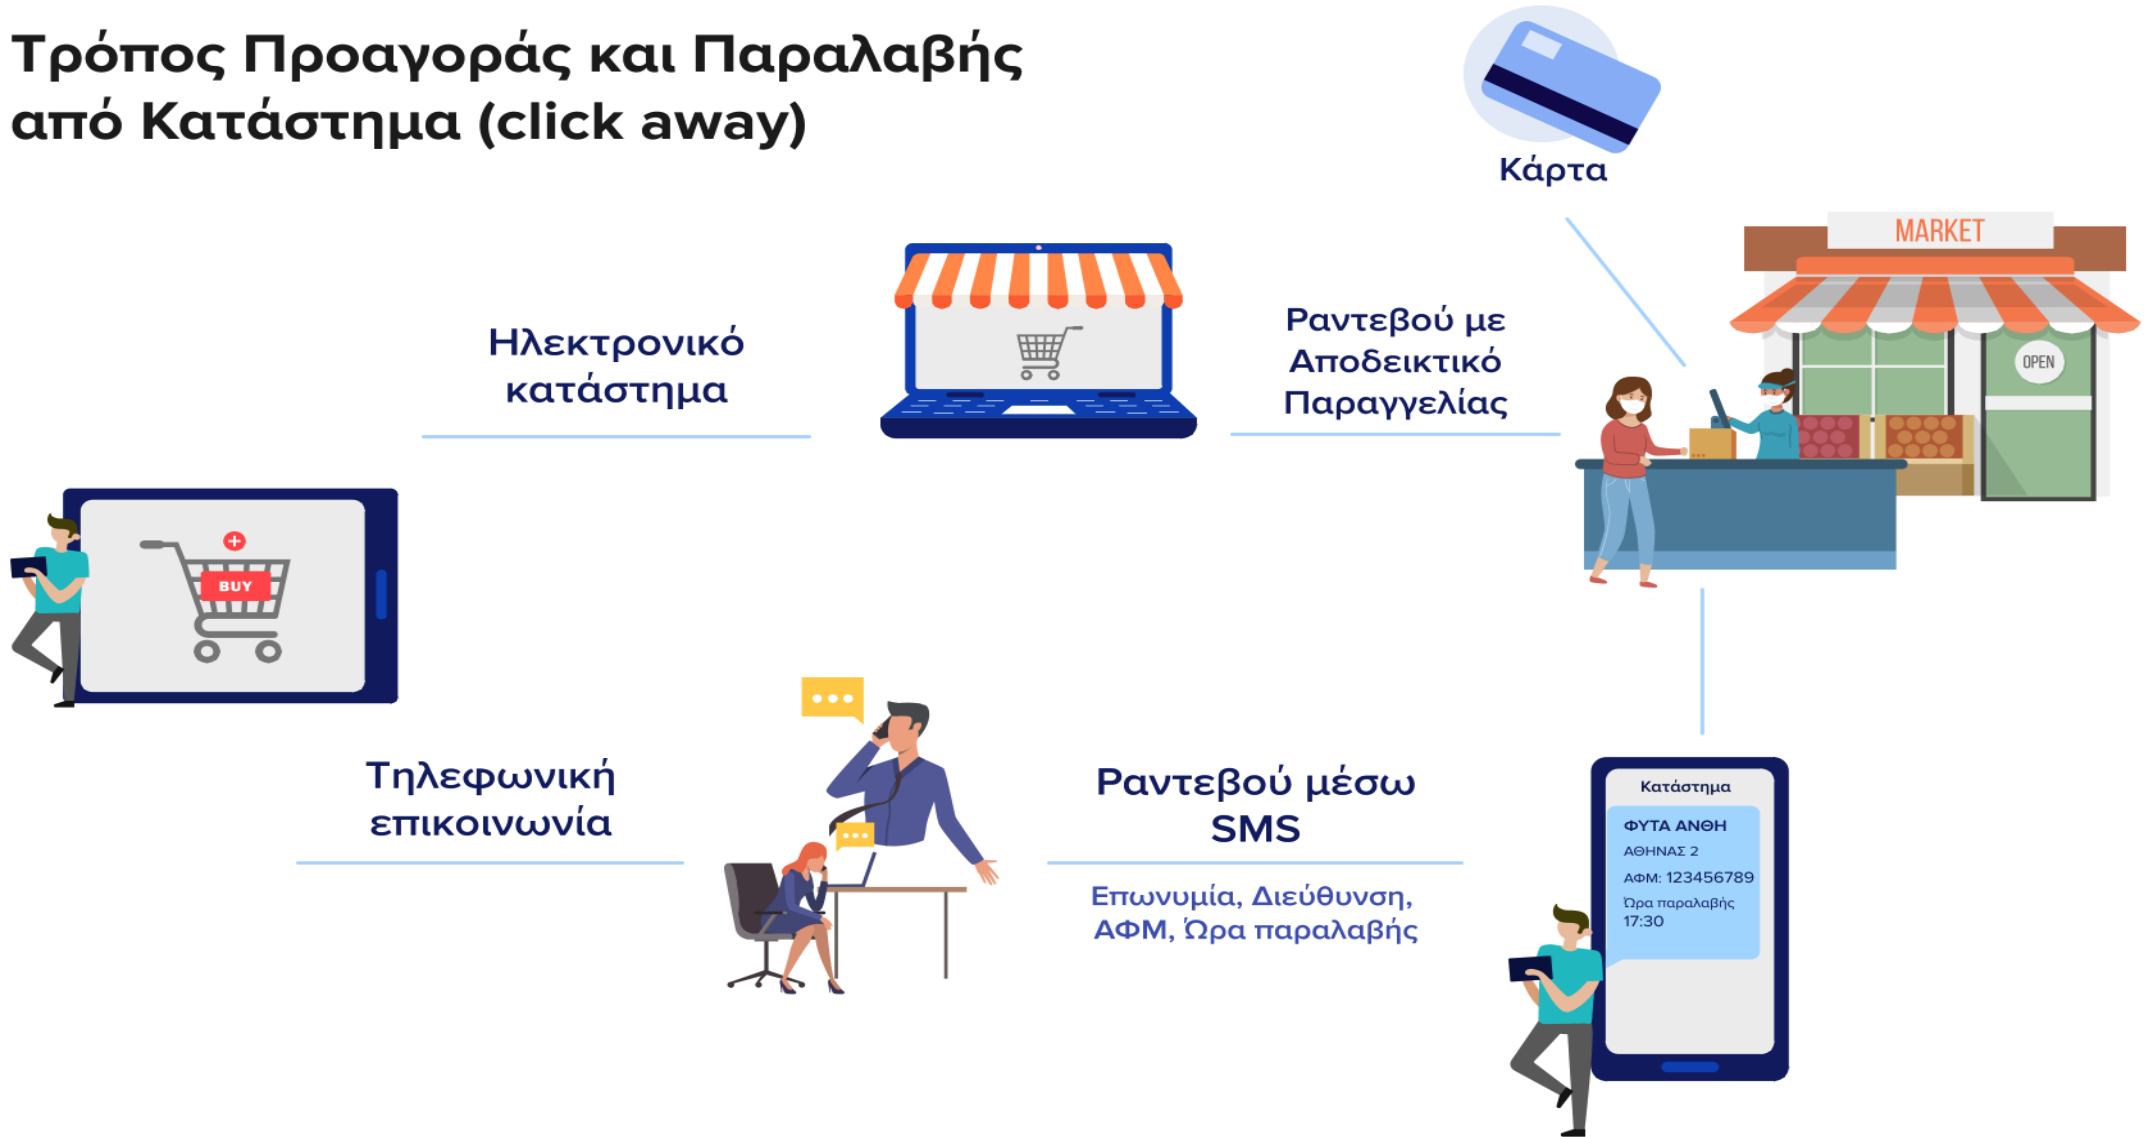 Τρόπος Προαγοράς και Παραλαβής
από Κατάστημα (click away)
Κάρτα
MARKET
OPEN
Ηλεκτρονικό
κατάστημα
Ραντεβού με
Αποδεικτικό
Παραγγελίας
BUY
Τηλεφωνική
επικοινωνία
Ραντεβού μέσω
SMS
Επωνυμία, Διεύθυνση,
ΑΦΜ, Ώρα παραλαβής
Κατάστημα
ΦΥΤΑ ΑΝΘΗ
ΑΘΗΝΑΣ 2
ΑΦΜ: 123456789
Ώρα παραλαβής
17:30